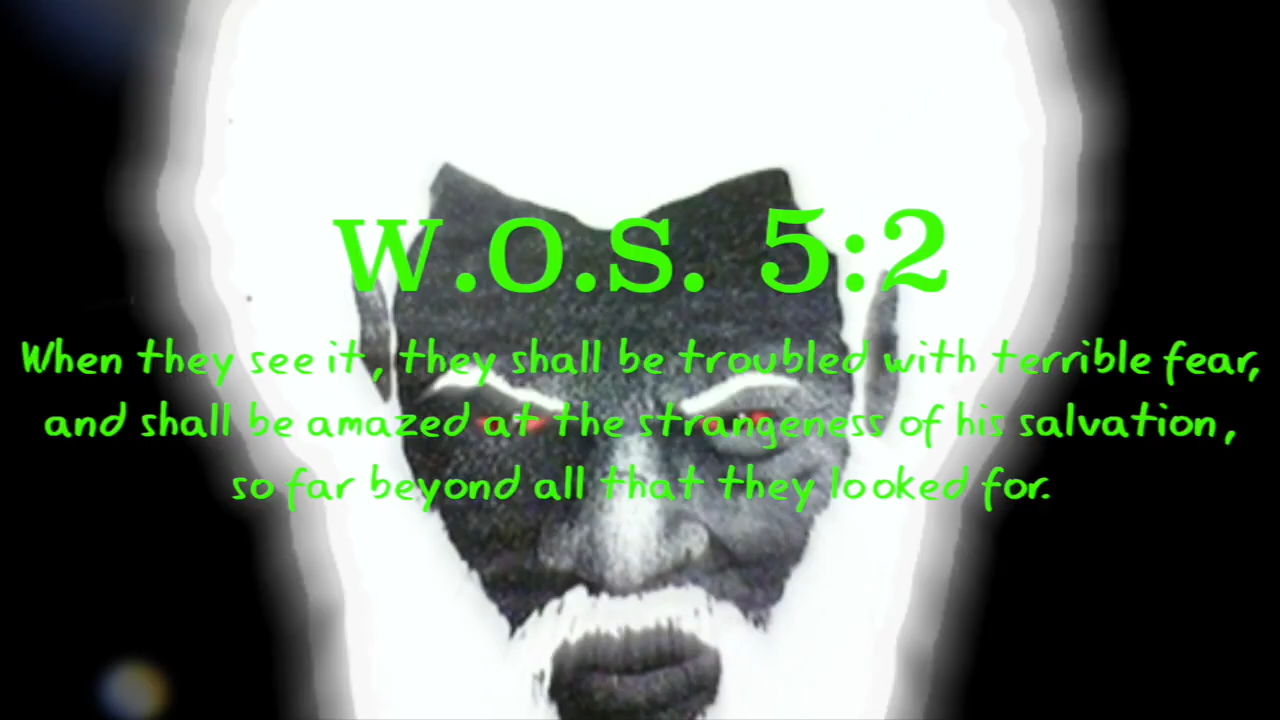 W.O.S. 5:2
When they see it, they shall be troubled with terrible fear,
and shall be amazed at the strangeness of his salvation,
so far beyond all that they looked for.